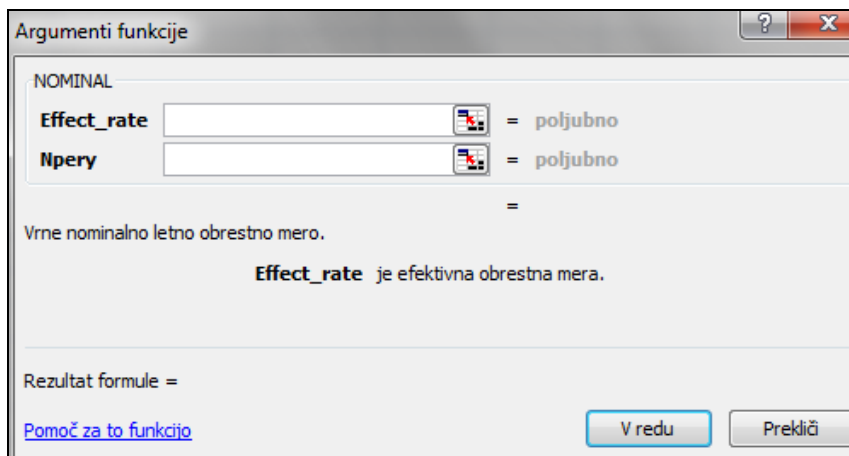 Argumenti funkcije
?
X
NOMINAL
Effect_rate = poljubno
Npery = poljubno
=
Vrne nominalno letno obrestno mero.
Effect_rate je efektivna obrestna mera.
Rezultat formule =
Pomoč za to funkcijo
V redu
Prekliči